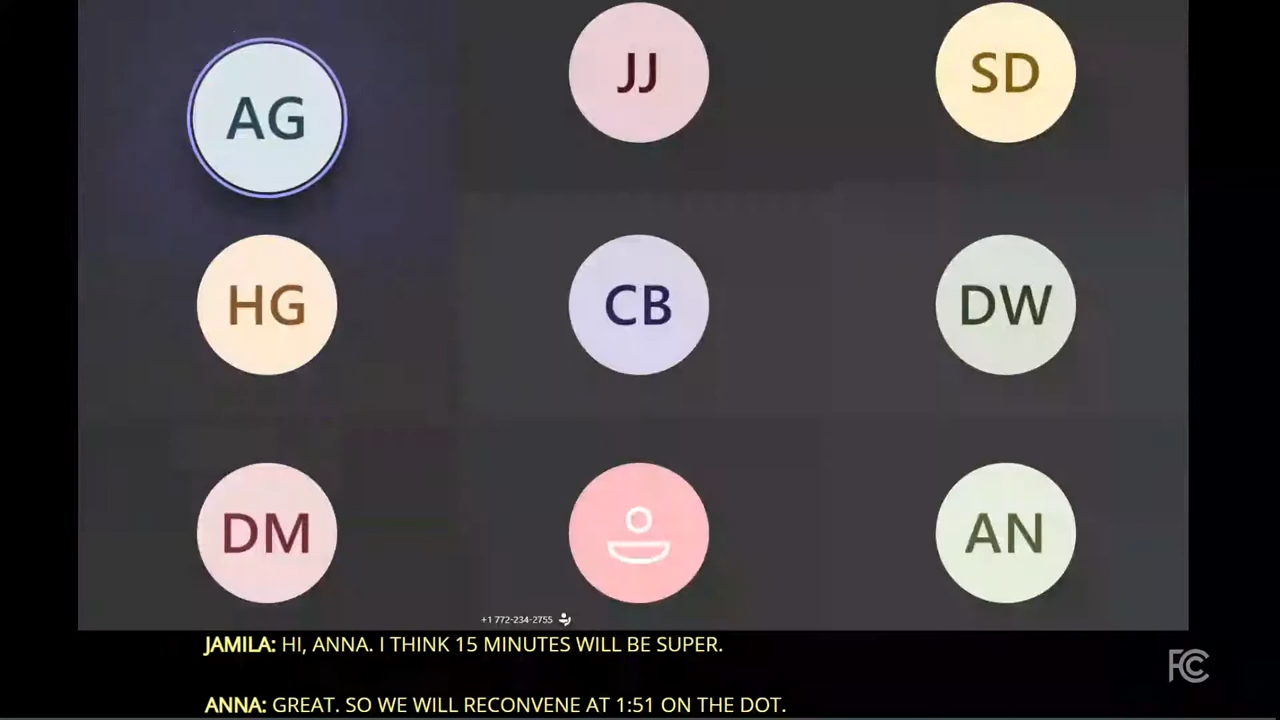 AG
JJ
SD
HG
CB
DW
DM
AN
+1 772-234-2755
JAMILA: HI, ANNA. I THINK 15 MINUTES WILL BE SUPER.
ANNA: GREAT. SO WE WILL RECONVENE AT 1:51 ON THE DOT.
FCC